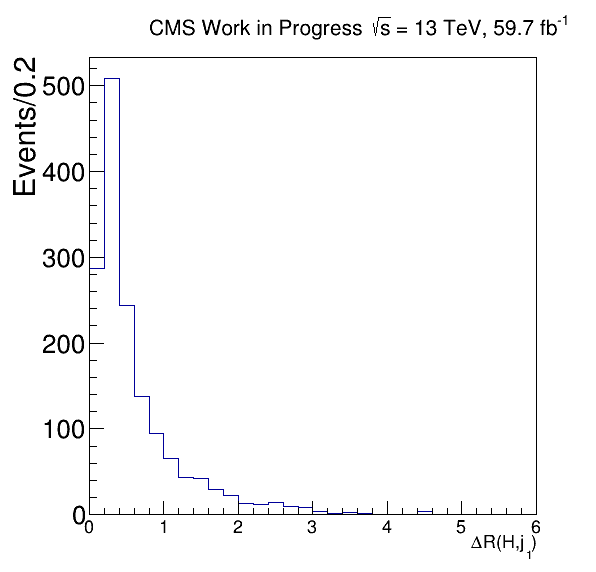 CMS Work in Progress √s = 13 TeV, 59.7 fb⁻¹
Events/0.2
500
400
300
200
100
0
0 1 2 3 4 5 6
ΔR(H,j₁)